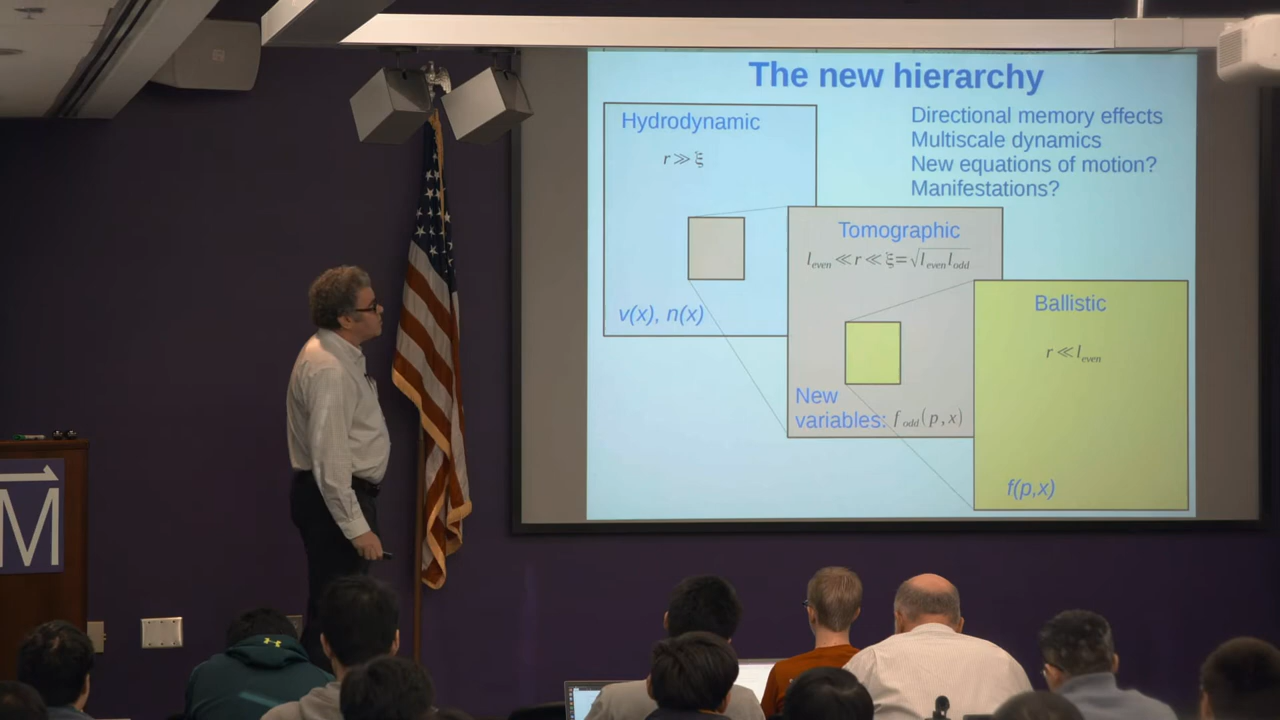 The new hierarchy
Hydrodynamic
r ≫ ξ
v(x), n(x)
Directional memory effects
Multiscale dynamics
New equations of motion?
Manifestations?
Tomographic
l_even ≪ r ≪ ξ=√(l_even l_odd)
New
variables: f_odd(p,x)
Ballistic
r ≪ l_even
f(p,x)
M